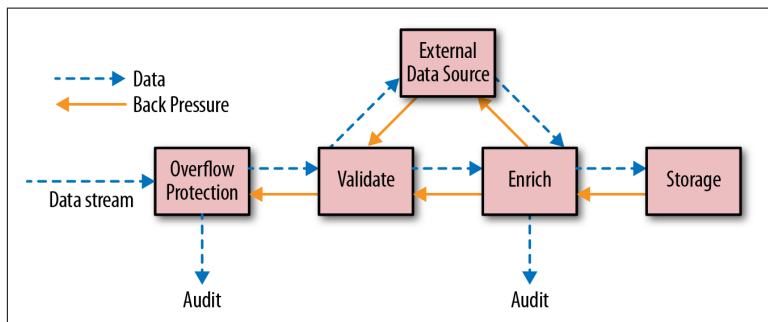 External
Data Source
Data
Back Pressure
Overflow
Protection
Validate
Enrich
Storage
Data stream
Audit
Audit